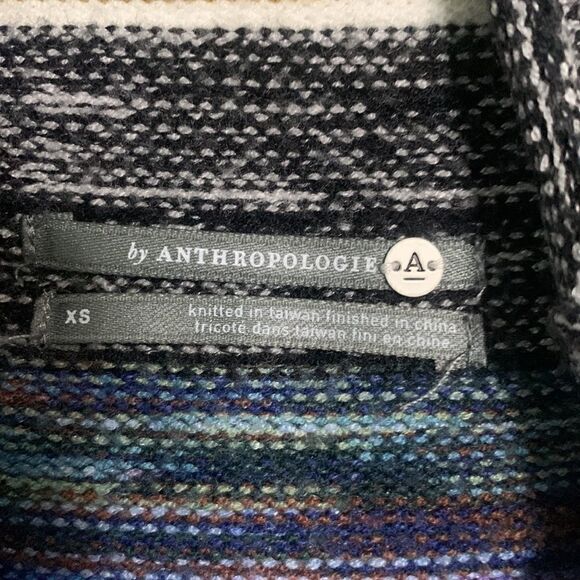 by ANTHROPOLOGIE
A
XS
knitted in taiwan finished in china
tricoté dans taiwan fini en chine